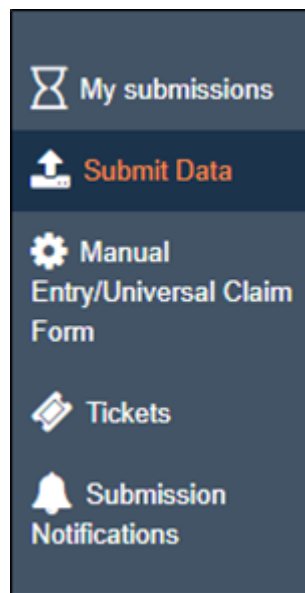 My submissions
Submit Data
Manual
Entry/Universal Claim
Form
Tickets
Submission
Notifications